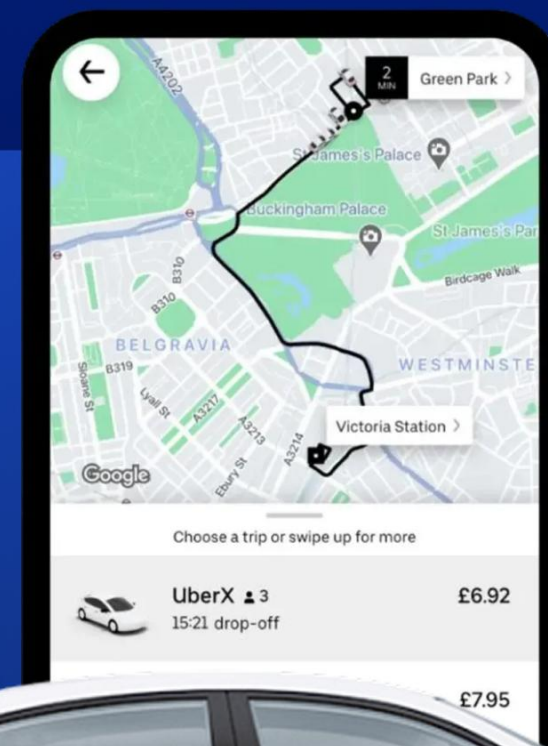 A4202
2
MIN
Green Park
St James's Palace
Buckingham Palace
St James's Par
Birdcage Walk
B310
B310
BELGRAVIA
WESTMINSTE
B319
Sloane St
Lyall St
A3217
A3213
A3214
Ebury St
Victoria Station
Google
Choose a trip or swipe up for more
UberX 3
£6.92
15:21 drop-off
£7.95